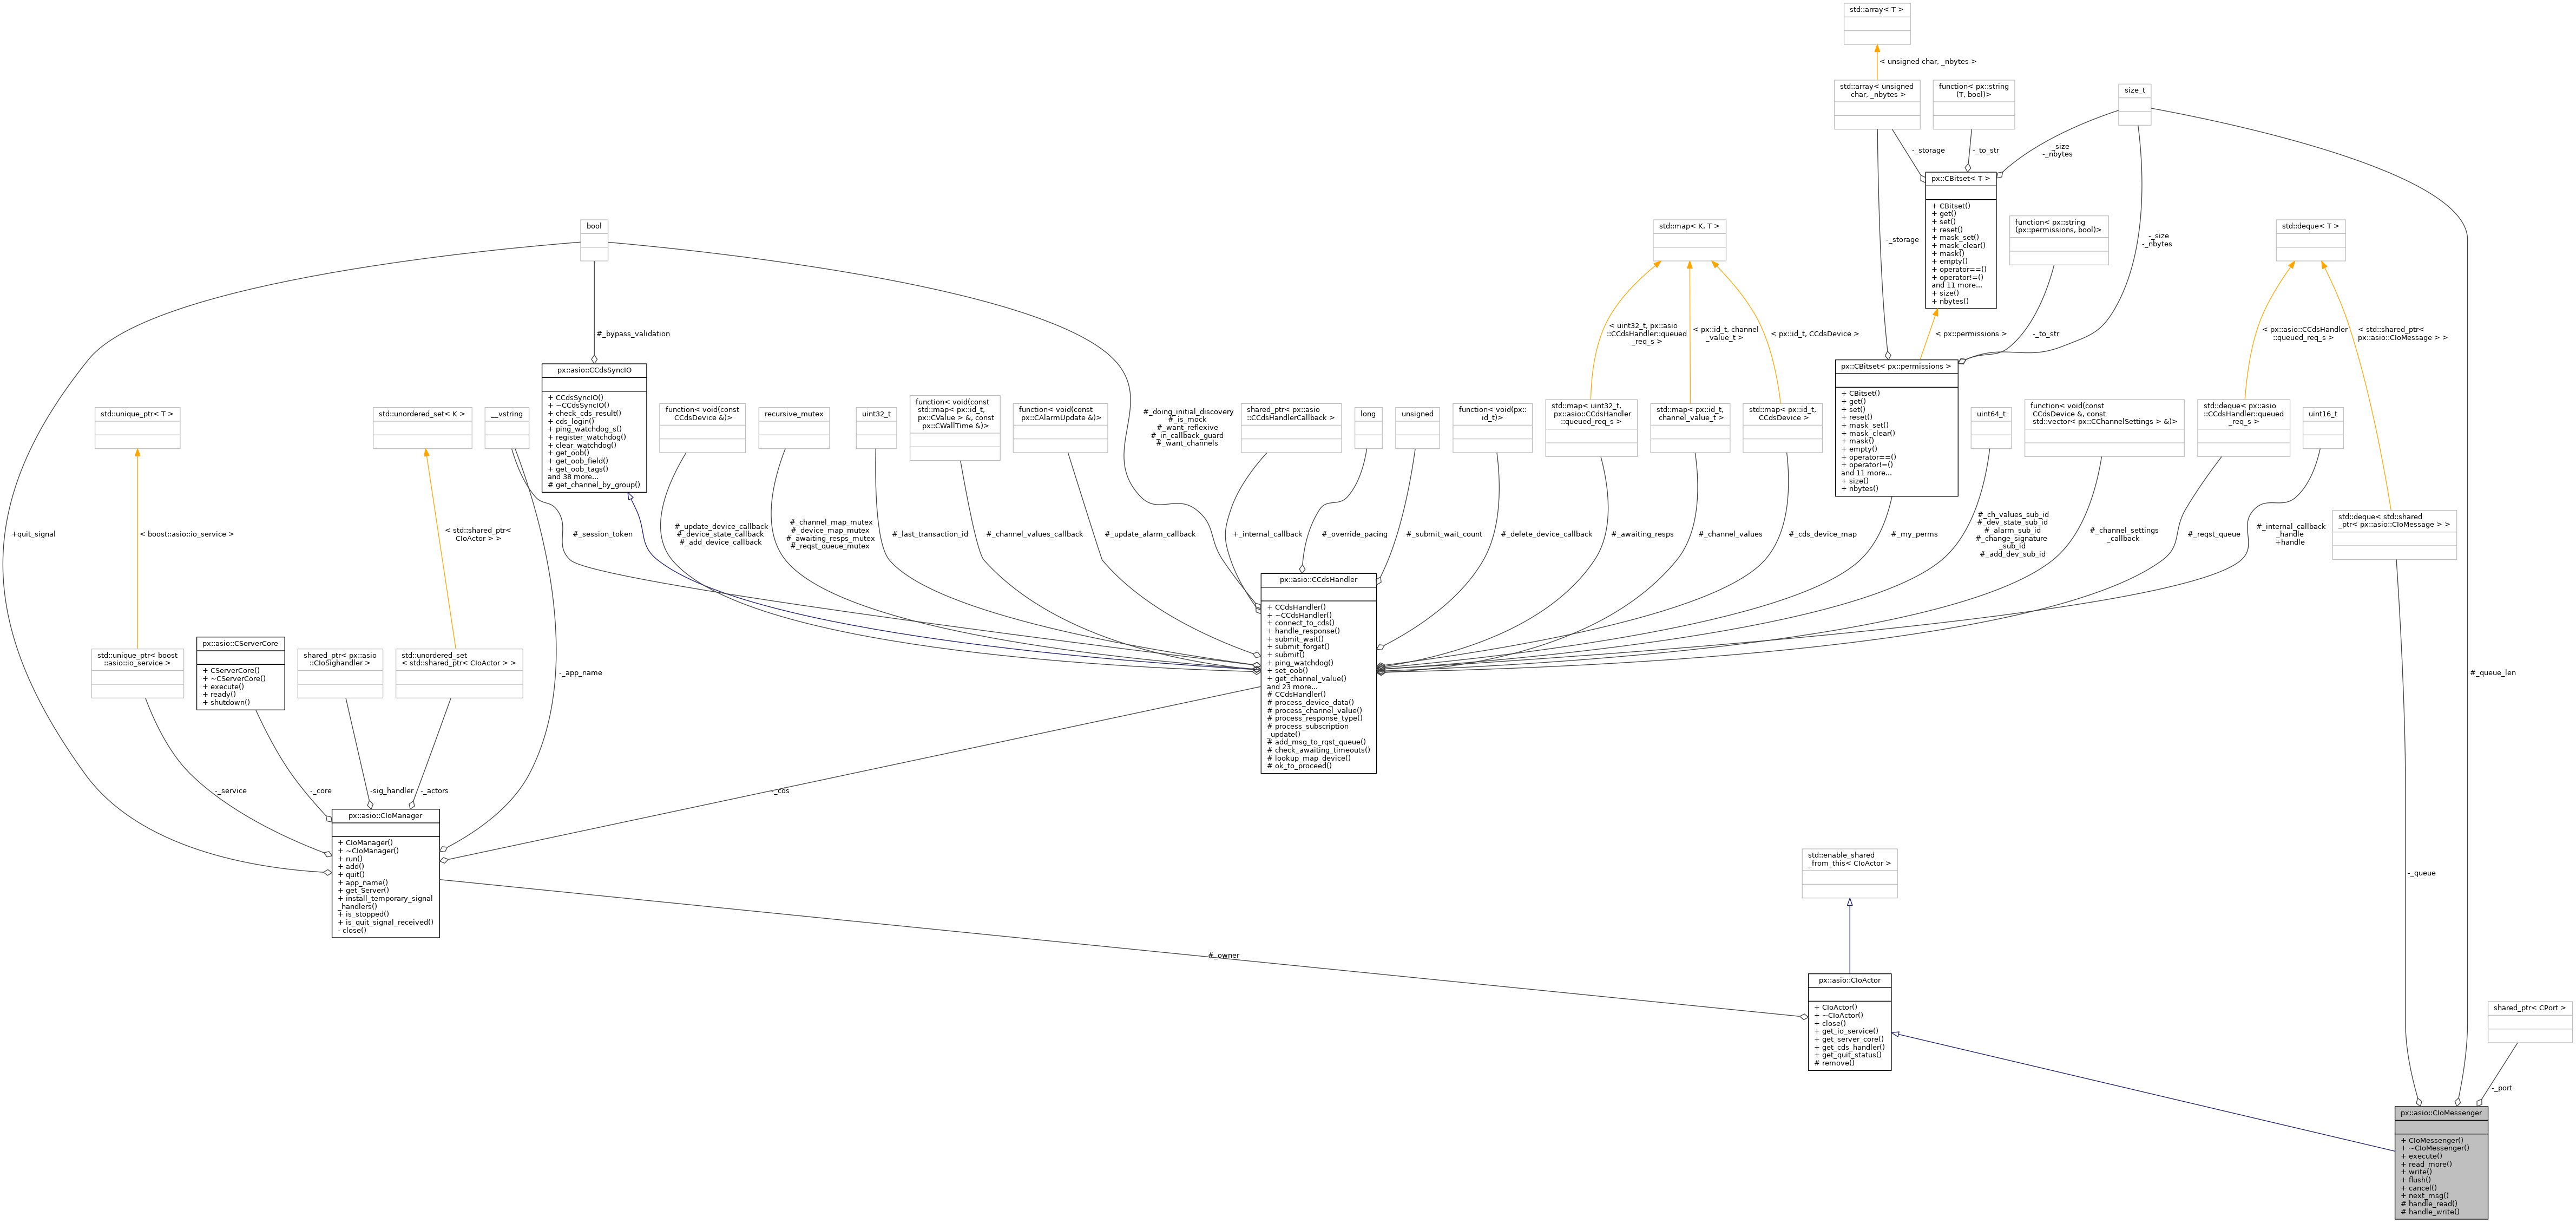 std::array< T >
< unsigned char, _nbytes >
std::array< unsigned
char, _nbytes >
function< px::string
(T, bool)>
size_t
-_storage
-_to_str
-_size
-_nbytes
px::CBitset< T >
+ CBitset()
+ get()
+ set()
+ reset()
+ mask_set()
+ mask_clear()
+ mask()
+ empty()
+ operator==()
+ operator!=()
and 11 more...
+ size()
+ nbytes()
bool
std::map< K, T >
function< px::string
(px::permissions, bool)>
std::deque< T >
-_storage
-_size
-_nbytes
#_bypass_validation
< uint32_t, px::asio
::CCdsHandler::queued
_req_s >
< px::id_t, channel
_value_t >
< px::id_t, CCdsDevice >
< px::permissions >
-_to_str
< px::asio::CCdsHandler
::queued_req_s >
< std::shared_ptr<
px::asio::CIoMessage > >
px::asio::CCdsSyncIO
+ CCdsSyncIO()
+ ~CCdsSyncIO()
+ check_cds_result()
+ cds_login()
+ ping_watchdog_s()
+ register_watchdog()
+ clear_watchdog()
+ get_oob()
+ get_oob_field()
+ get_oob_tags()
and 38 more...
# get_channel_by_group()
px::CBitset< px::permissions >
+ CBitset()
+ get()
+ set()
+ reset()
+ mask_set()
+ mask_clear()
+ mask()
+ empty()
+ operator==()
+ operator!=()
and 11 more...
+ size()
+ nbytes()
std::unique_ptr< T >
std::unordered_set< K >
__vstring
function< void(const
CCdsDevice &)>
recursive_mutex
uint32_t
function< void(const
std::map< px::id_t,
px::CValue > &, const
px::CWallTime &)>
function< void(const
px::CAlarmUpdate &)>
#_doing_initial_discovery
#_is_mock
#_want_reflexive
#_in_callback_guard
#_want_channels
shared_ptr< px::asio
::CCdsHandlerCallback >
long
unsigned
function< void(px::
id_t)>
std::map< uint32_t,
px::asio::CCdsHandler
::queued_req_s >
std::map< px::id_t,
channel_value_t >
std::map< px::id_t,
CCdsDevice >
uint64_t
function< void(const
CCdsDevice &, const
std::vector< px::CChannelSettings > &)>
std::deque< px::asio
::CCdsHandler::queued
_req_s >
uint16_t
std::deque< std::shared
_ptr< px::asio::CIoMessage > >
+quit_signal
< boost::asio::io_service >
< std::shared_ptr<
CIoActor > >
#_session_token
#_update_device_callback
#_device_state_callback
#_add_device_callback
#_channel_map_mutex
#_device_map_mutex
#_awaiting_resps_mutex
#_reqst_queue_mutex
#_last_transaction_id
#_channel_values_callback
#_update_alarm_callback
+_internal_callback
#_override_pacing
#_submit_wait_count
#_delete_device_callback
#_awaiting_resps
#_channel_values
#_cds_device_map
#_my_perms
#_ch_values_sub_id
#_dev_state_sub_id
#_alarm_sub_id
#_change_signature
_sub_id
#_add_dev_sub_id
#_channel_settings
_callback
#_reqst_queue
#_internal_callback
_handle
+handle
px::asio::CCdsHandler
+ CCdsHandler()
+ ~CCdsHandler()
+ connect_to_cds()
+ handle_response()
+ submit_wait()
+ submit_forget()
+ submit()
+ ping_watchdog()
+ set_oob()
+ get_channel_value()
and 23 more...
# CCdsHandler()
# process_device_data()
# process_channel_value()
# process_response_type()
# process_subscription
_update()
# add_msg_to_rqst_queue()
# check_awaiting_timeouts()
# lookup_map_device()
# ok_to_proceed()
std::unique_ptr< boost
::asio::io_service >
px::asio::CServerCore
+ CServerCore()
+ ~CServerCore()
+ execute()
+ ready()
+ shutdown()
shared_ptr< px::asio
::CIoSighandler >
std::unordered_set
< std::shared_ptr< CIoActor > >
-_app_name
#_queue_len
-_service
-_core
-sig_handler
-_actors
-_cds
px::asio::CIoManager
+ CIoManager()
+ ~CIoManager()
+ run()
+ add()
+ quit()
+ app_name()
+ get_Server()
+ install_temporary_signal
_handlers()
+ is_stopped()
+ is_quit_signal_received()
- close()
std::enable_shared
_from_this< CIoActor >
-_queue
#_owner
px::asio::CIoActor
+ CIoActor()
+ ~CIoActor()
+ close()
+ get_io_service()
+ get_server_core()
+ get_cds_handler()
+ get_quit_status()
# remove()
shared_ptr< CPort >
-_port
px::asio::CIoMessenger
+ CIoMessenger()
+ ~CIoMessenger()
+ execute()
+ read_more()
+ write()
+ flush()
+ cancel()
+ next_msg()
# handle_read()
# handle_write()